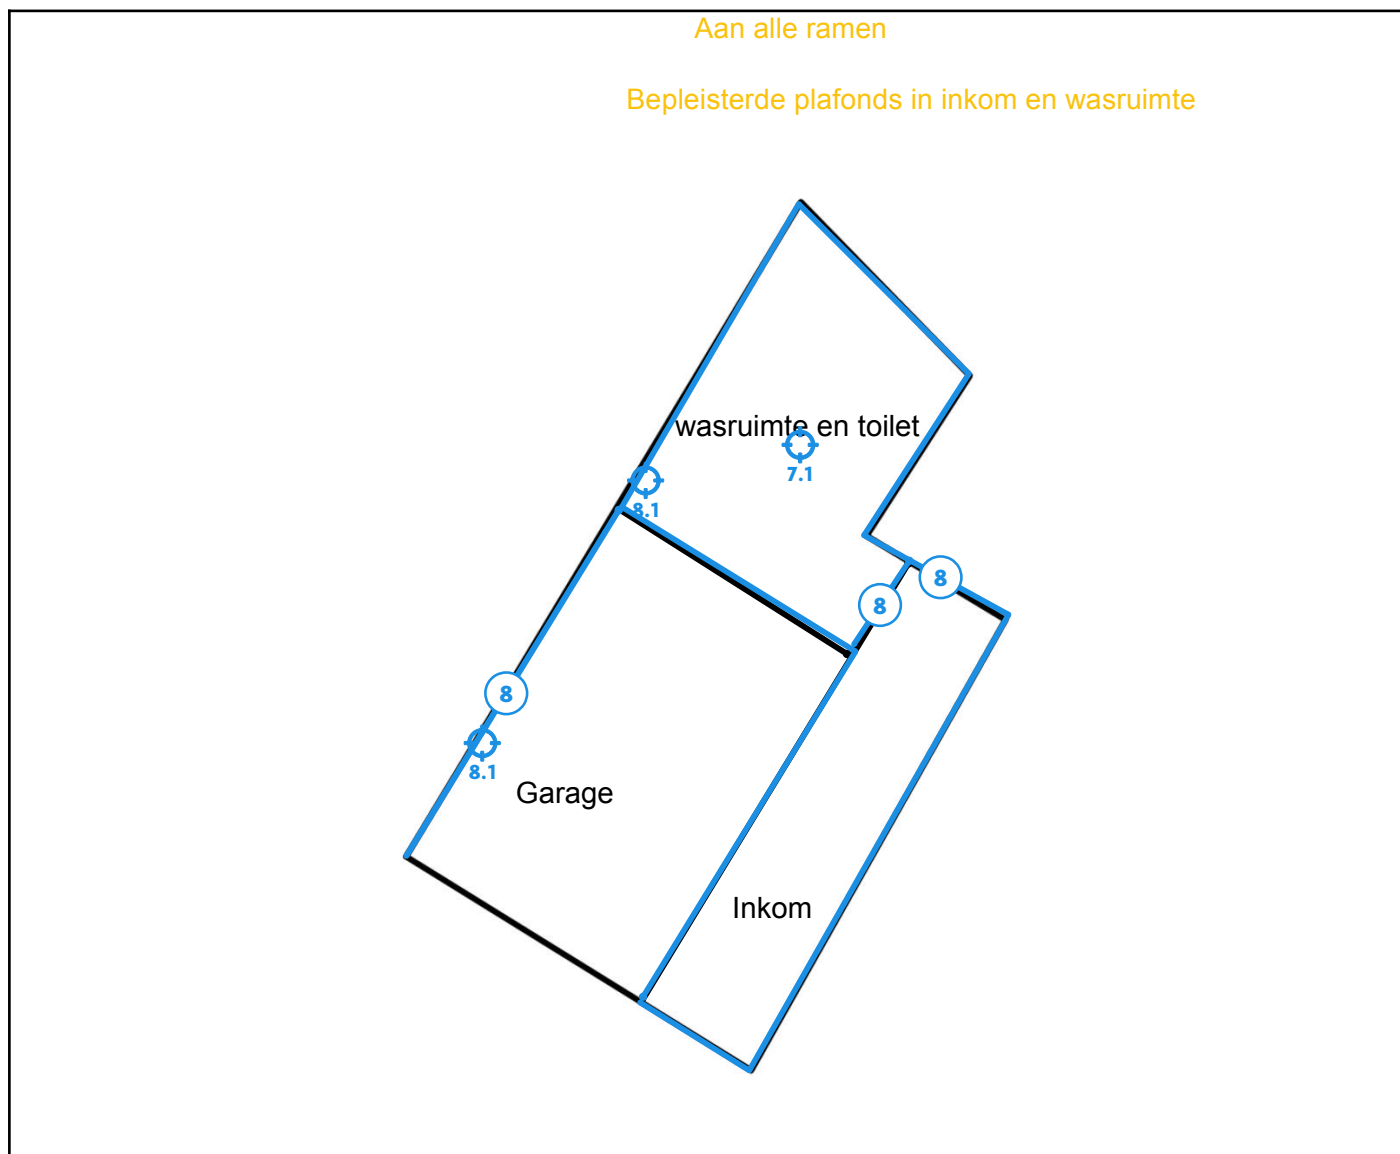 Aan alle ramen
Bepleisterde plafonds in inkom en wasruimte
wasruimte en toilet
7.1
8.1
8
8
8
8.1
Garage
Inkom